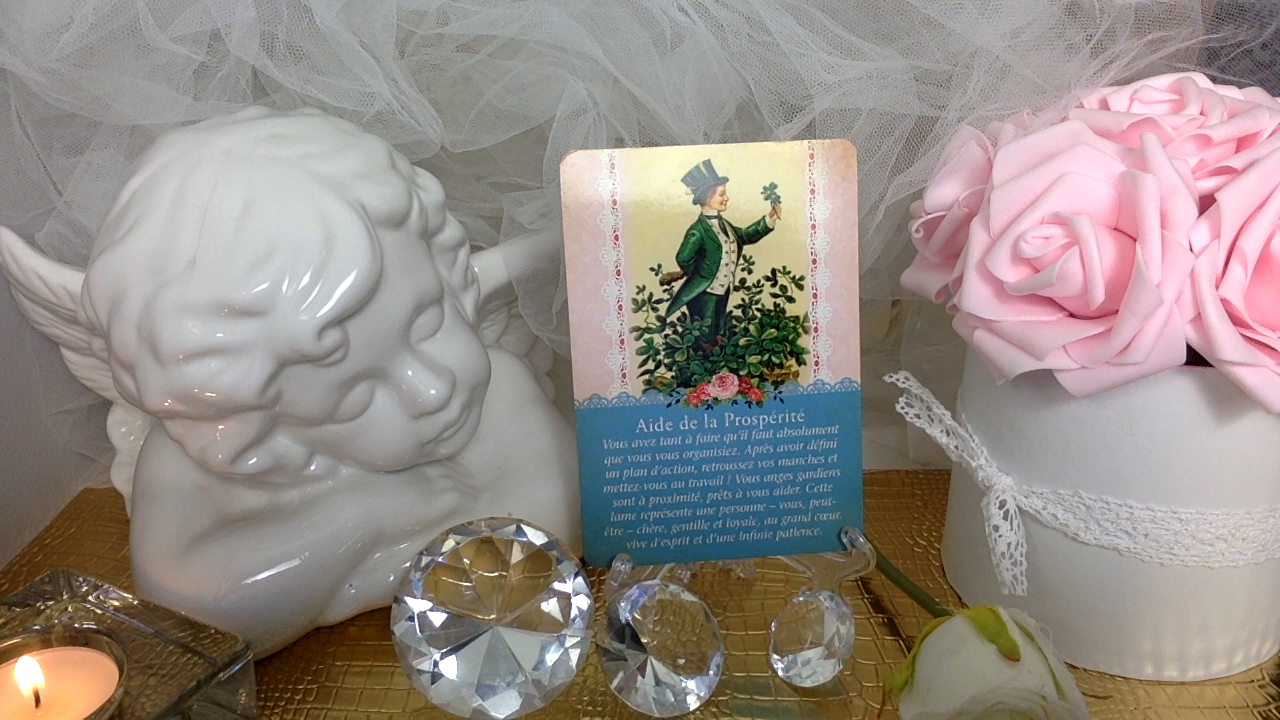 Aide de la Prospérité
Vous avez tant à faire qu'il faut absolument
que vous vous organisiez. Après avoir défini
un plan d'action, retroussez vos manches et
mettez-vous au travail ! Vous anges gardiens
sont à proximité, prêts à vous aider. Cette
lame représente une personne – vous, peut-
être – chère, gentille et loyale, au grand cœur,
vive d'esprit et d'une infinie patience.